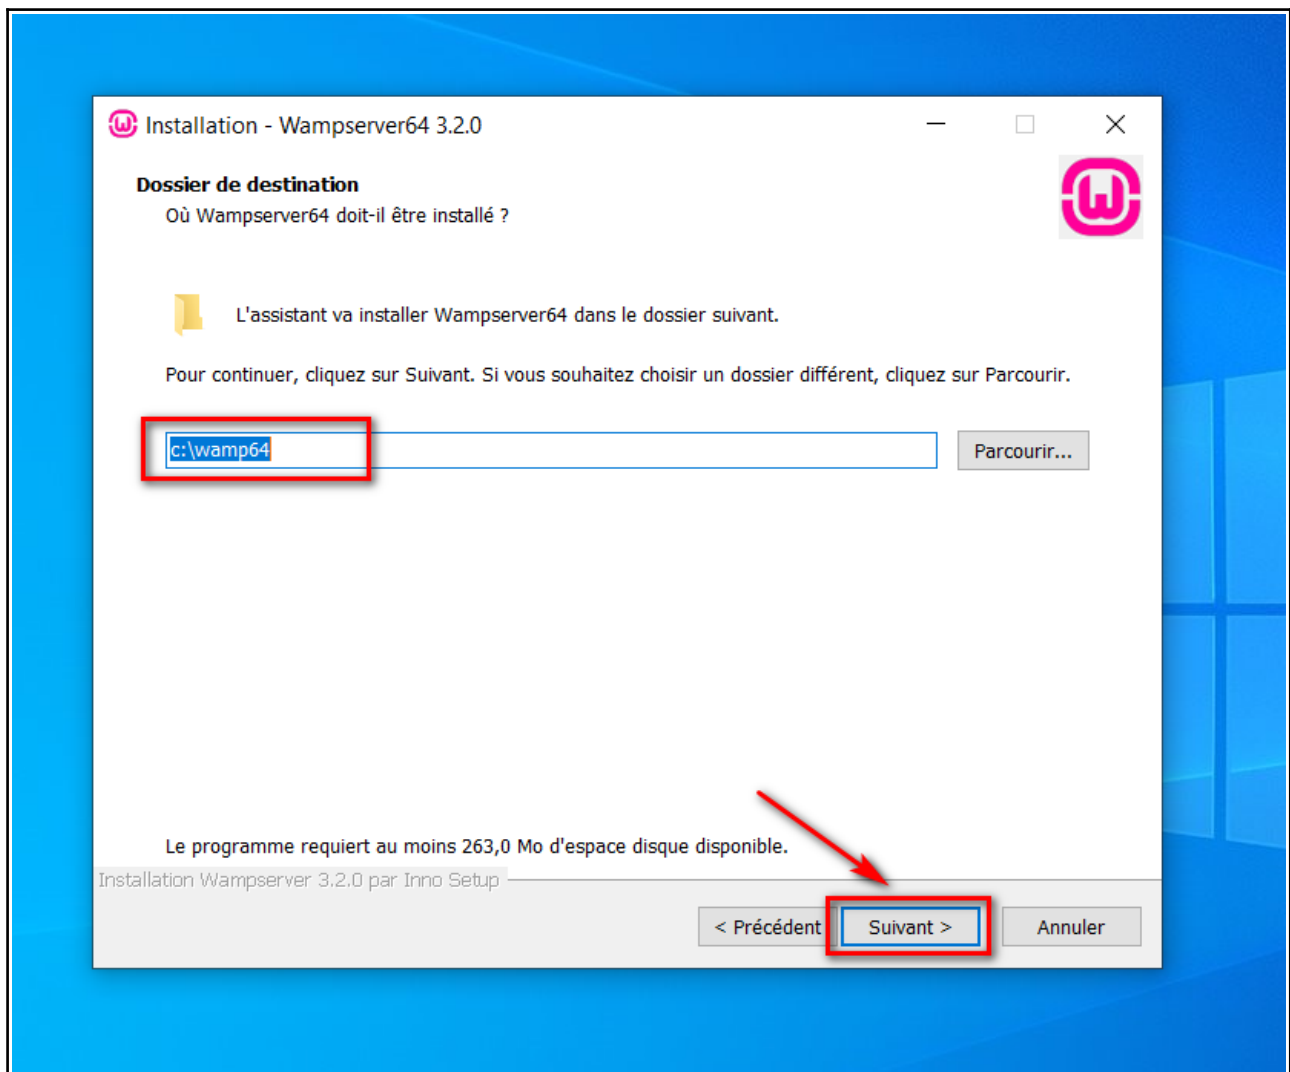 Installation - Wampserver64 3.2.0
Dossier de destination
Où Wampserver64 doit-il être installé ?
L'assistant va installer Wampserver64 dans le dossier suivant.
Pour continuer, cliquez sur Suivant. Si vous souhaitez choisir un dossier différent, cliquez sur Parcourir.
c:\wamp64
Parcourir...
Le programme requiert au moins 263,0 Mo d'espace disque disponible.
Installation Wampserver 3.2.0 par Inno Setup
< Précédent
Suivant >
Annuler